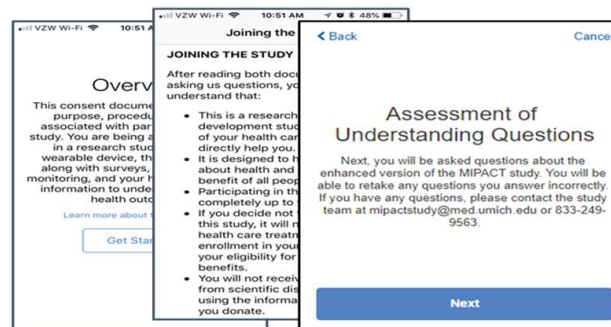 VZW Wi-Fi 10:51 A
Overv
This consent docume
purpose, procedu
associated with par
study. You are being a
in a research stud
wearable device, th
along with surveys,
monitoring, and your h
information to unde
health outc
Learn more about t
Get Star
VZW Wi-Fi 10:51 AM 48%
Joining the
JOINING THE STUDY
After reading both docu
asking us questions, yo
understand that:
• This is a research
development stud
of your health car
directly help you.
• It is designed to h
about health and
benefit of all peop
• Participating in th
completely up to
• If you decide not
this study, it will n
health care treatm
enrollment in your
your eligibility for
benefits.
• You will not receiv
from scientific dis
using the informa
you donate.
Back Cancel
Assessment of
Understanding Questions
Next, you will be asked questions about the
enhanced version of the MIPACT study. You will be
able to retake any questions you answer incorrectly.
If you have any questions, please contact the study
team at mipactstudy@med.umich.edu or 833-249-
9563.
Next